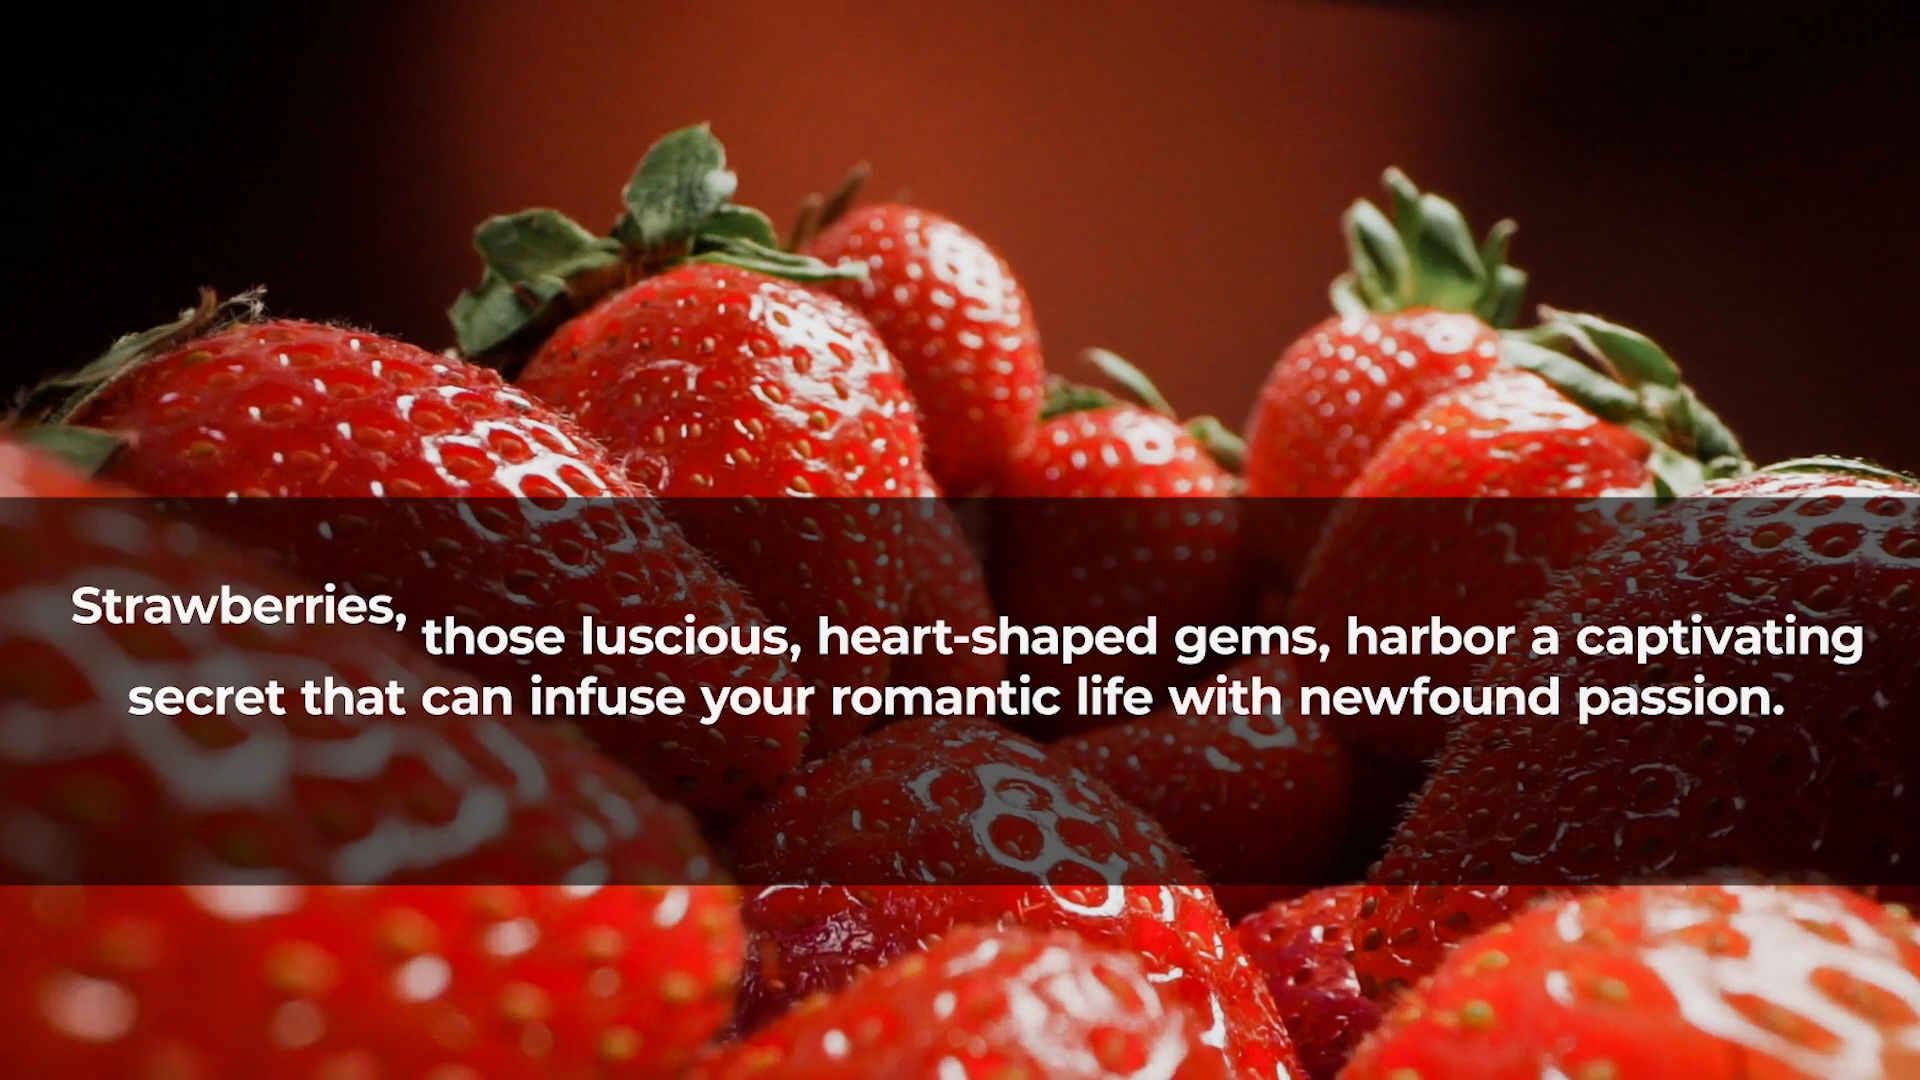 Strawberries, those luscious, heart-shaped gems, harbor a captivating
secret that can infuse your romantic life with newfound passion.